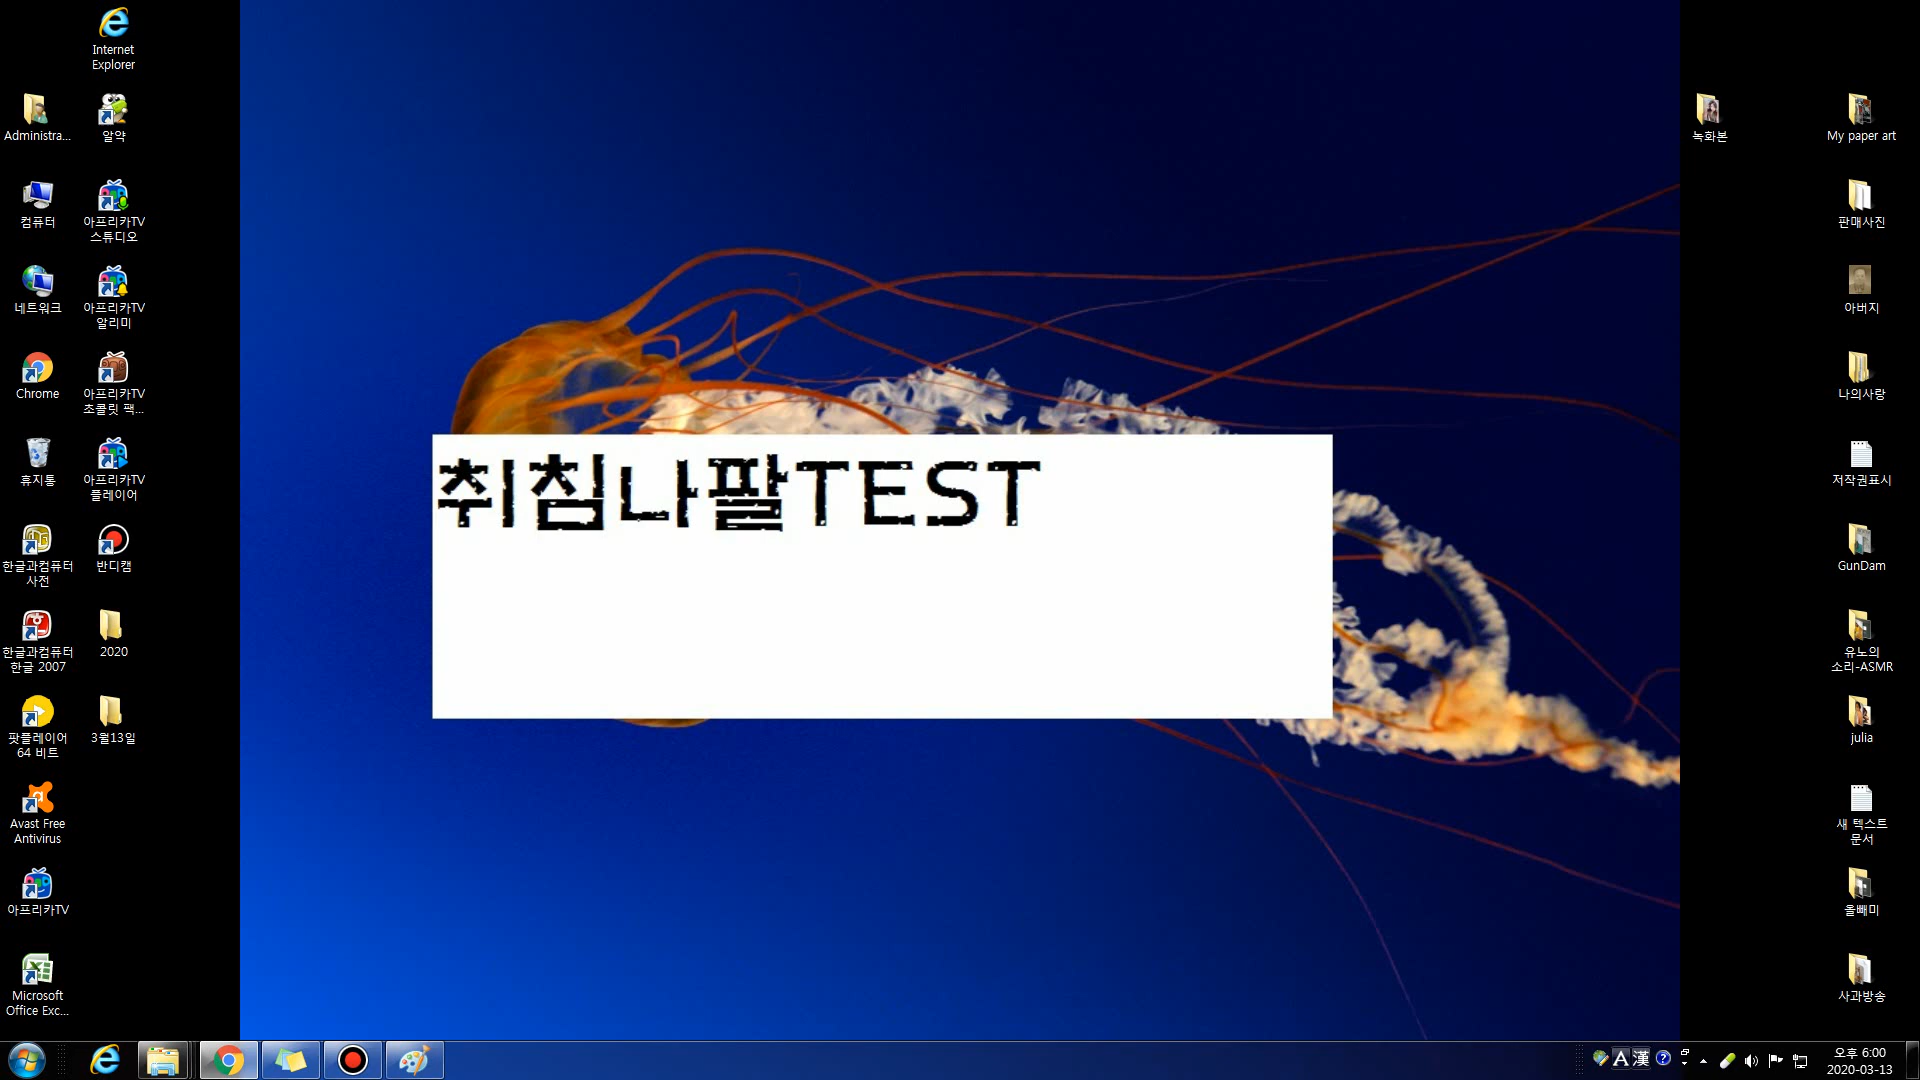 Internet
Explorer
Administra...
알약
컴퓨터
아프리카TV
스튜디오
네트워크
아프리카TV
알리미
Chrome
아프리카TV
초콜릿 팩...
휴지통
아프리카TV
플레이어
한글과컴퓨터
사전
반디캠
한글과컴퓨터
한글 2007
2020
팟플레이어
64 비트
3월13일
Avast Free
Antivirus
아프리카TV
Microsoft
Office Exc...
취침나팔TEST
녹화본
My paper art
판매사진
아버지
나의사랑
저작권표시
GunDam
유노의
소리-ASMR
julia
새 텍스트
문서
올빼미
사과방송
A 漢
오후 6:00
2020-03-13